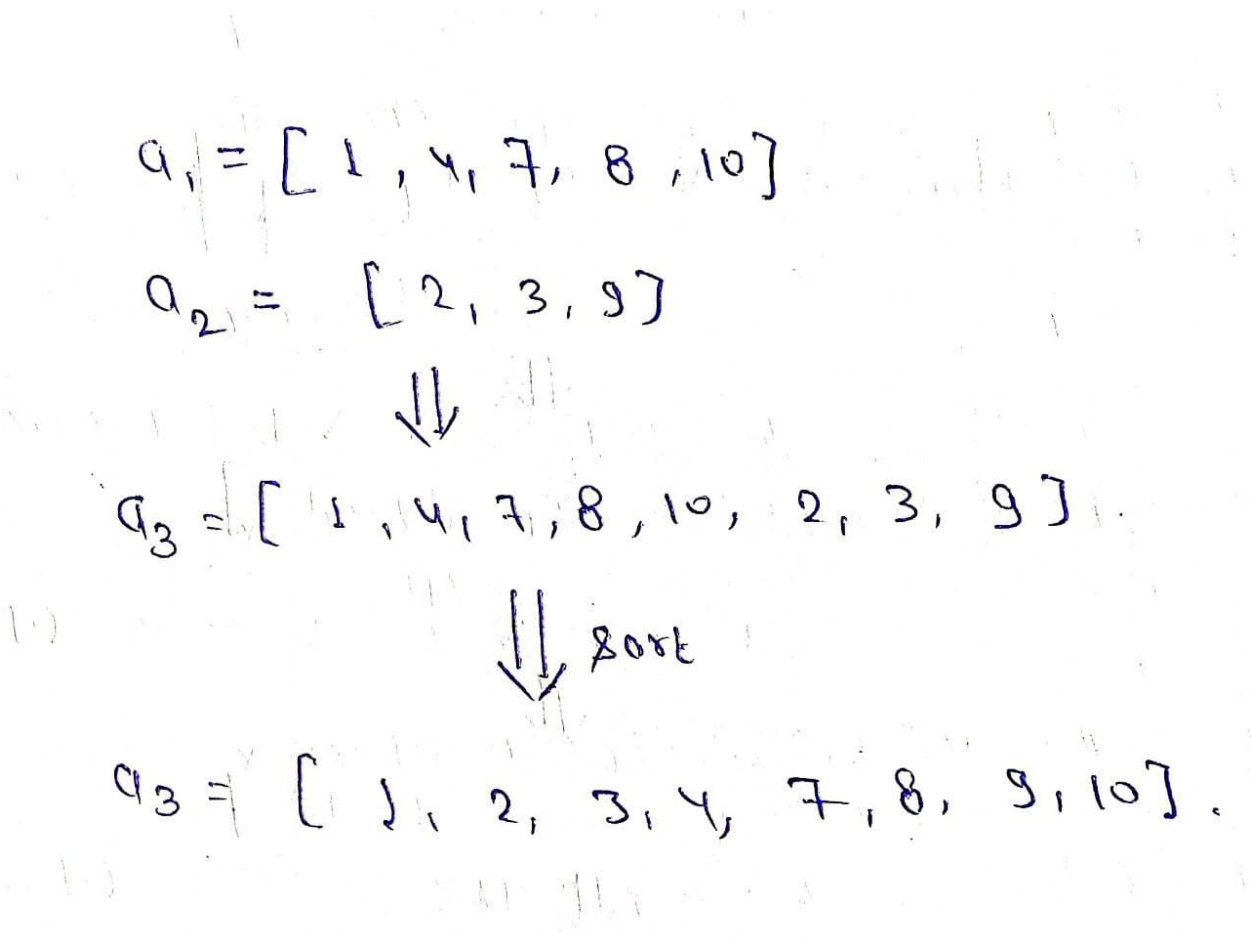 a₁ = [ 1 , 4, 7, 8 , 10]
a₂ = [ 2, 3, 9]
⇓
a₃ = [ 1 , 4, 7, 8, 10, 2, 3, 9 ] .
⇓ sort
a₃ = [ 1, 2, 3, 4, 7, 8, 9, 10] .